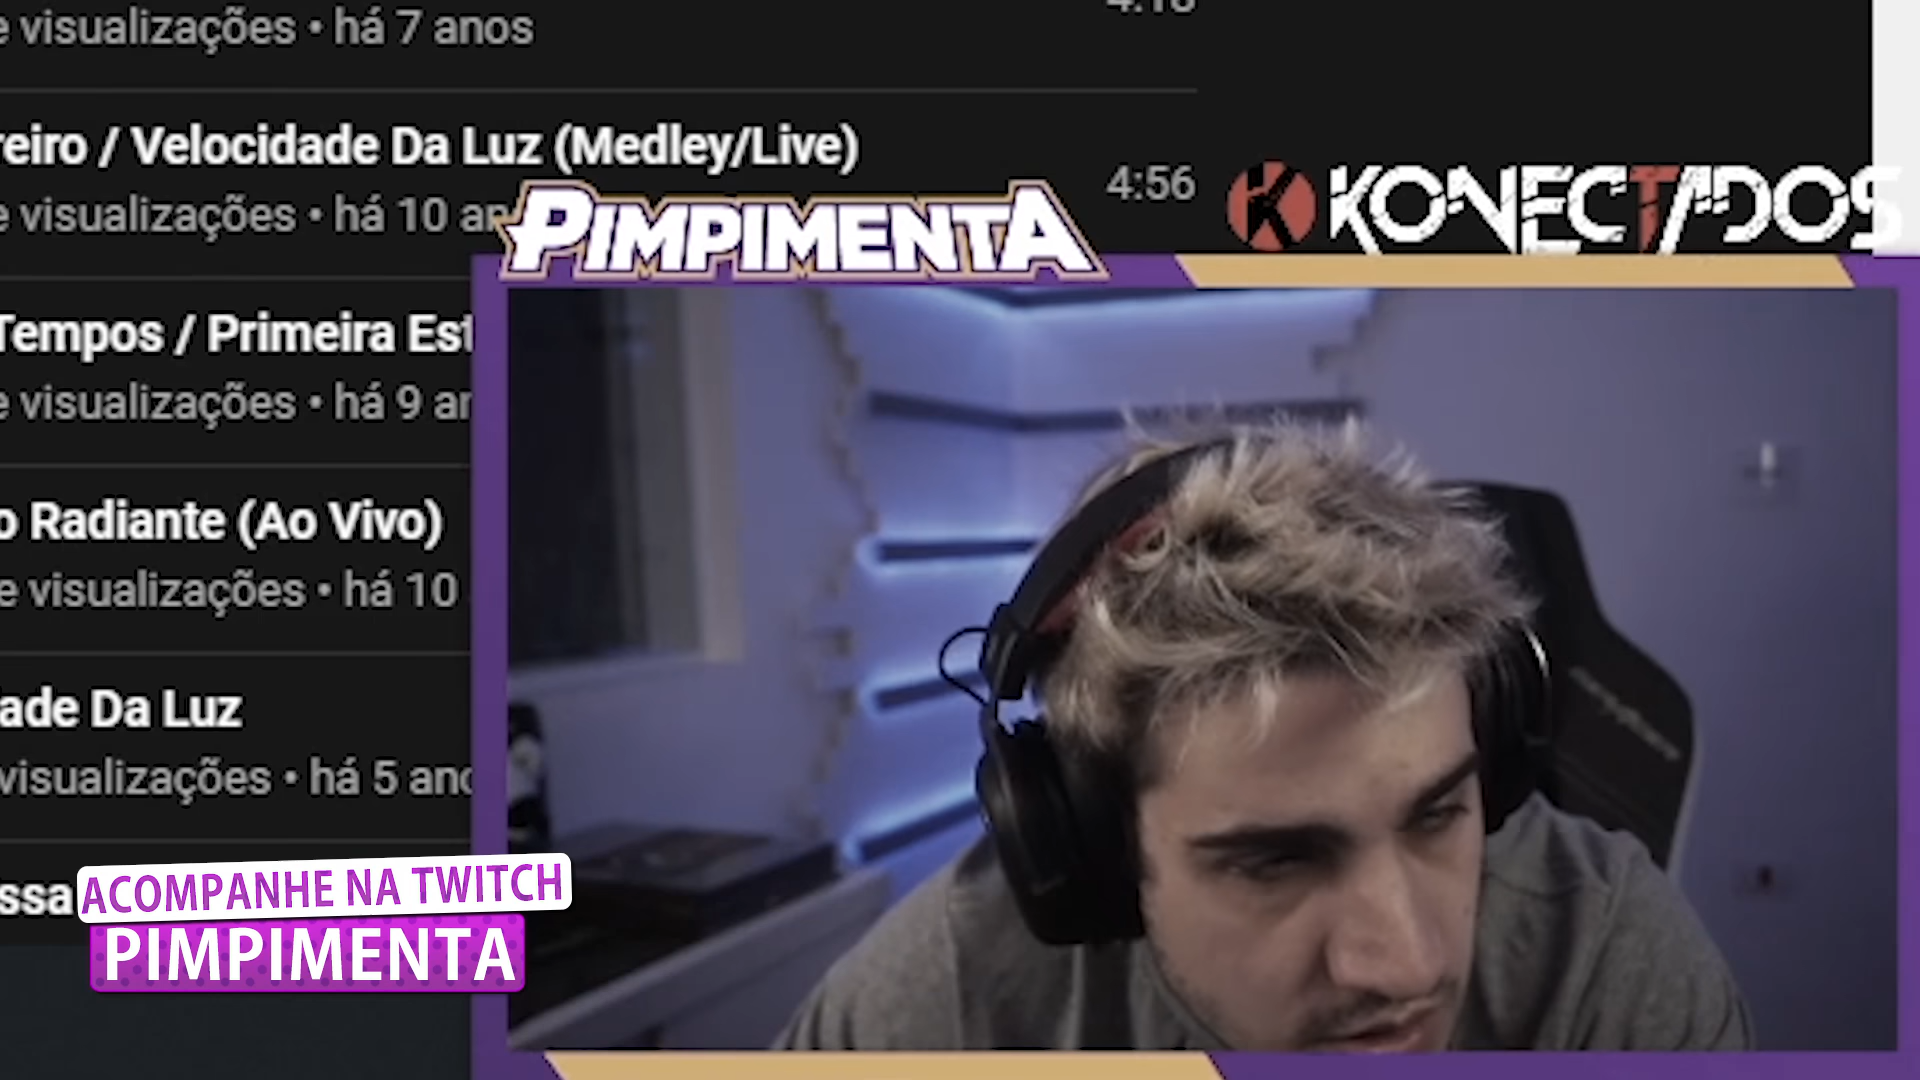 e visualizações • há 7 anos
reiro / Velocidade Da Luz (Medley/Live)
4:56
e visualizações • há 10 an
PIMPIMENTA
KONECTADOS
Tempos / Primeira Est
e visualizações • há 9 an
o Radiante (Ao Vivo)
e visualizações • há 10
ade Da Luz
visualizações • há 5 ano
ssa
ACOMPANHE NA TWITCH
PIMPIMENTA